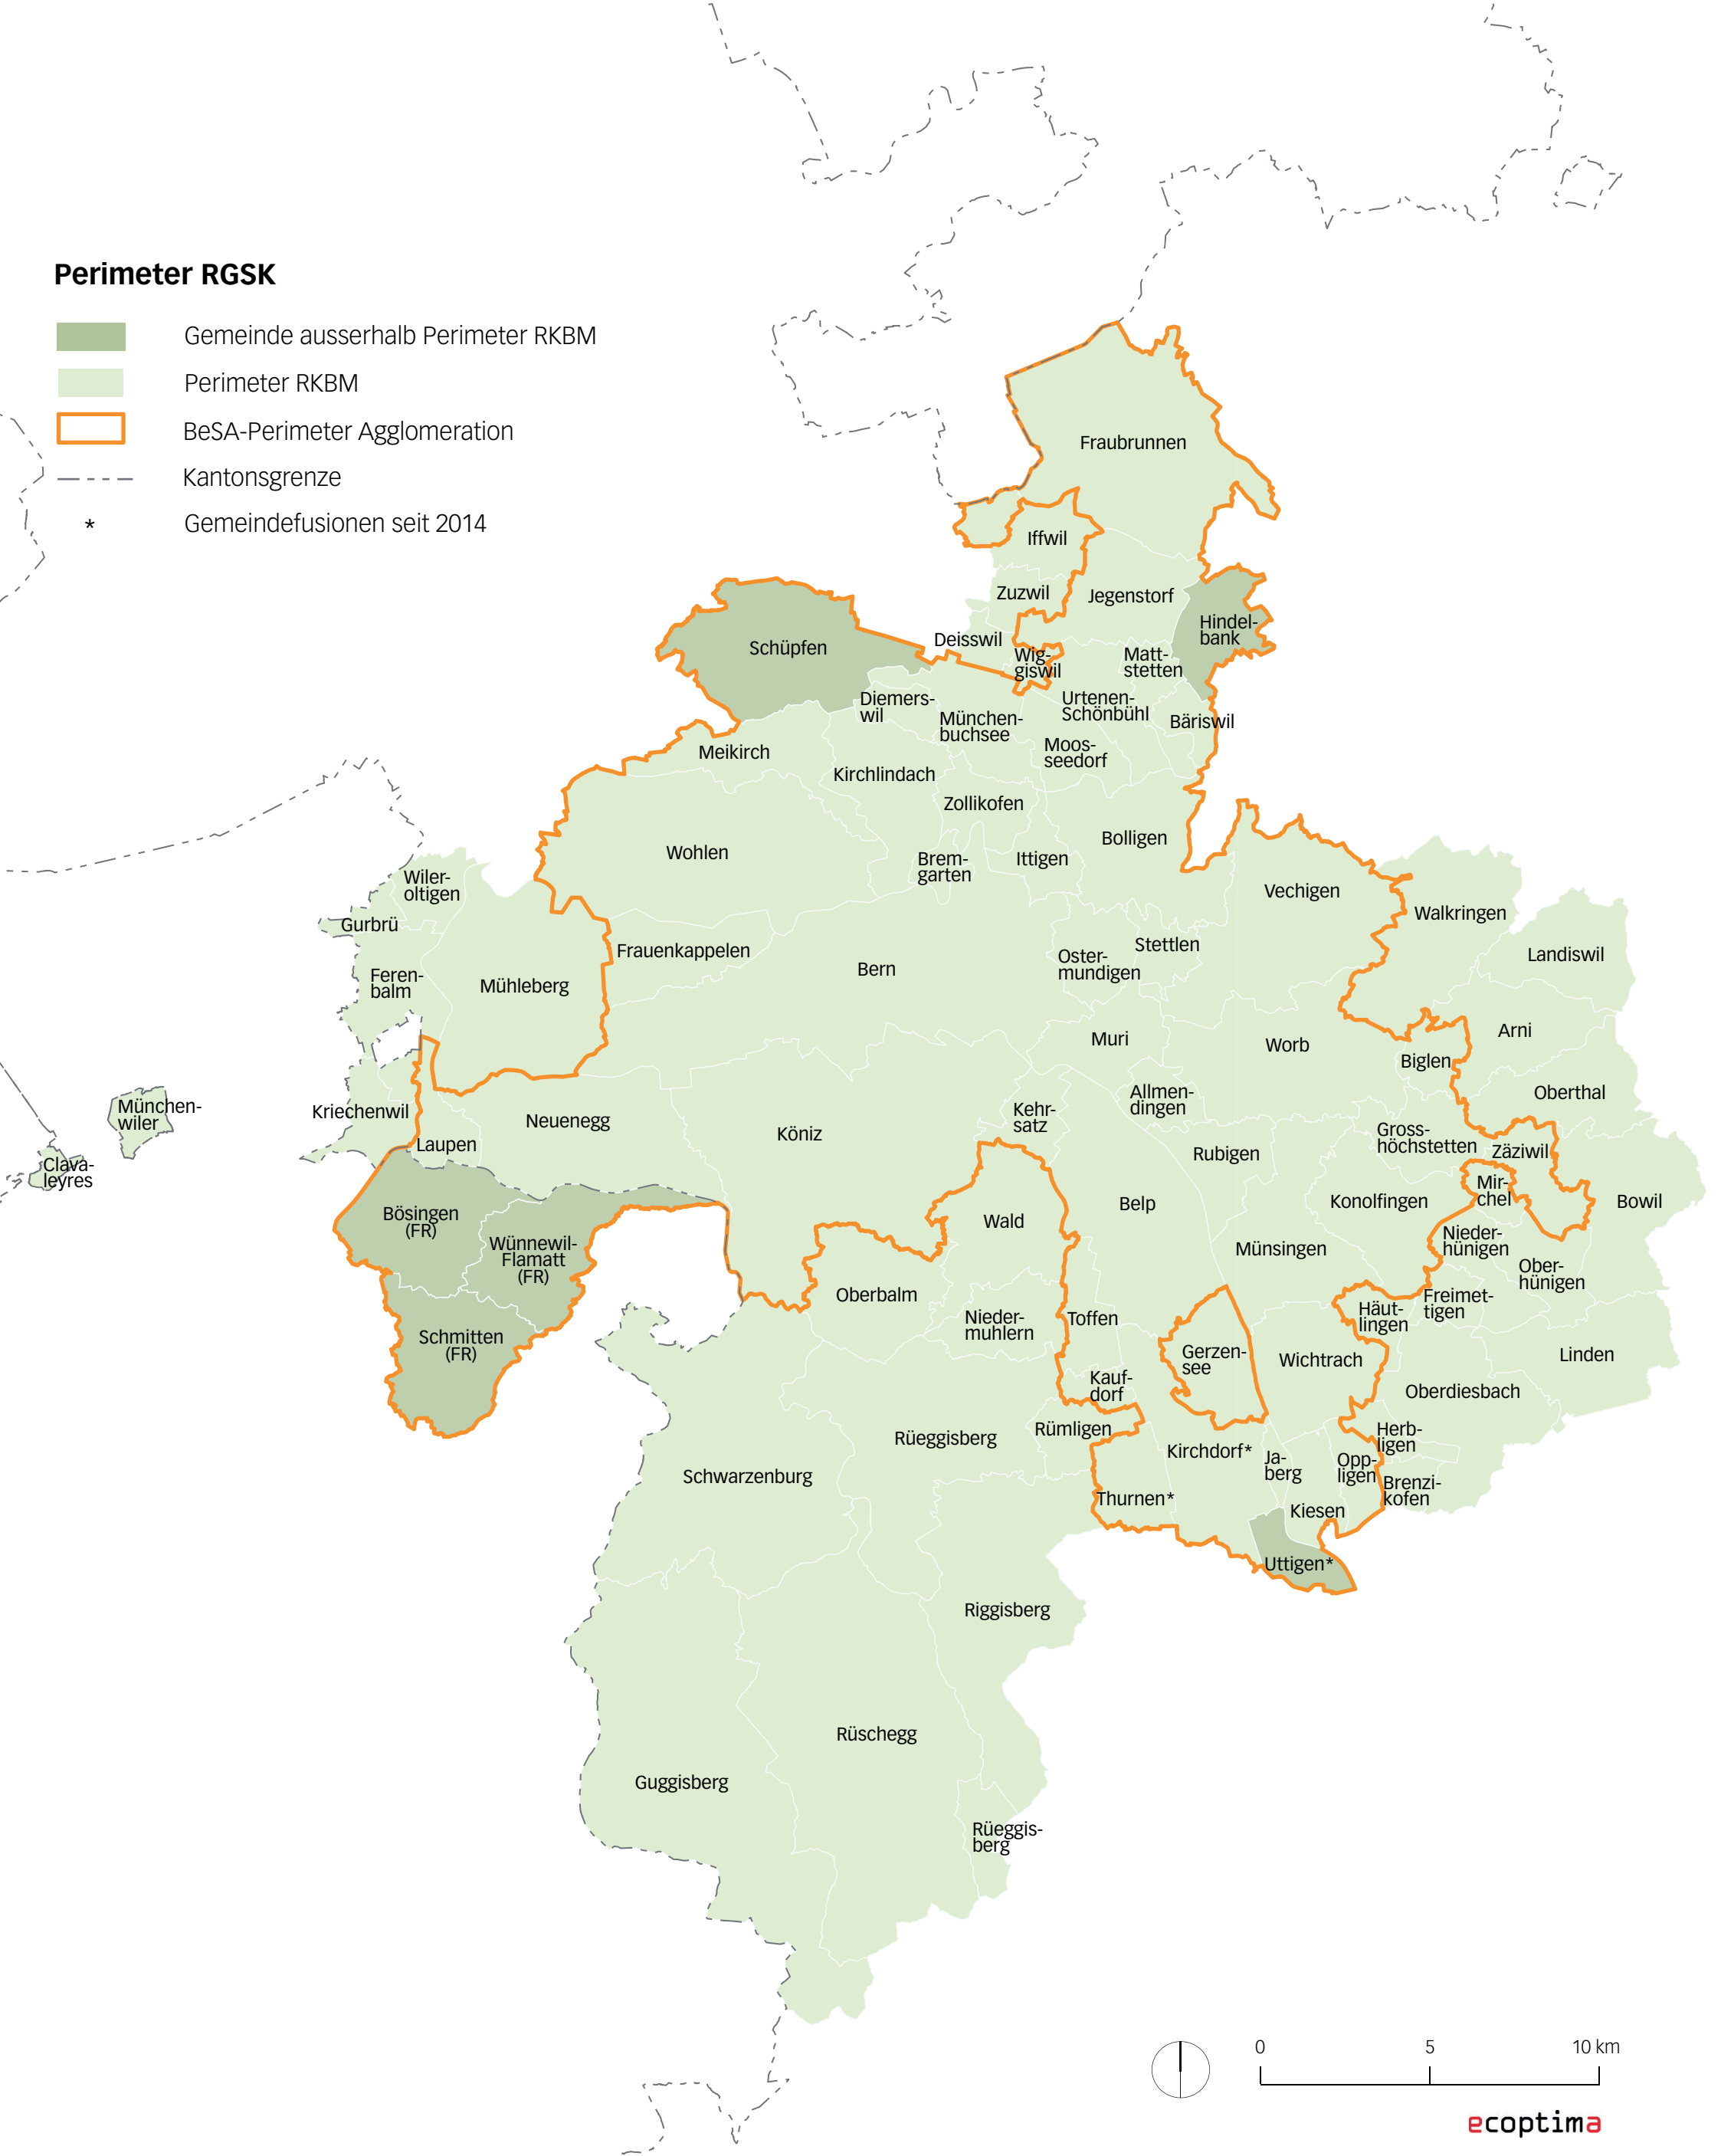 Perimeter RGSK
Gemeinde ausserhalb Perimeter RKBM
Perimeter RKBM
BeSA-Perimeter Agglomeration
Kantonsgrenze
* Gemeindefusionen seit 2014
Fraubrunnen
Iffwil
Zuzwil
Jegenstorf
Hindel-
bank
Deisswil
Schüpfen
Wig-
giswil
Matt-
stetten
Diemers-
wil
München-
buchsee
Urtenen-
Schönbühl
Bäriswil
Meikirch
Moos-
seedorf
Kirchlindach
Zollikofen
Bolligen
Wohlen
Brem-
garten
Ittigen
Vechigen
Wiler-
oltigen
Gurbrü
Walkringen
Frauenkappelen
Stettlen
Landiswil
Feren-
balm
Mühleberg
Bern
Oster-
mundigen
Muri
Worb
Arni
Biglen
Oberthal
München-
wiler
Kriechenwil
Neuenegg
Allmen-
dingen
Kehr-
satz
Köniz
Laupen
Gross-
höchstetten
Zäziwil
Rubigen
Clava-
leyres
Mir-
chel
Konolfingen
Bowil
Belp
Bösingen
(FR)
Wald
Wünnewil-
Flamatt
(FR)
Münsingen
Nieder-
hünigen
Ober-
hünigen
Oberbalm
Freimet-
tigen
Häut-
lingen
Nieder-
muhlern
Toffen
Schmitten
(FR)
Gerzen-
see
Wichtrach
Linden
Kauf-
dorf
Oberdiesbach
Rümligen
Rüeggisberg
Herb-
ligen
Kirchdorf*
Ja-
berg
Opp-
ligen
Schwarzenburg
Brenzi-
kofen
Thurnen*
Kiesen
Uttigen*
Riggisberg
Rüschegg
Guggisberg
Rüeggis-
berg
0 5 10 km
ecoptima